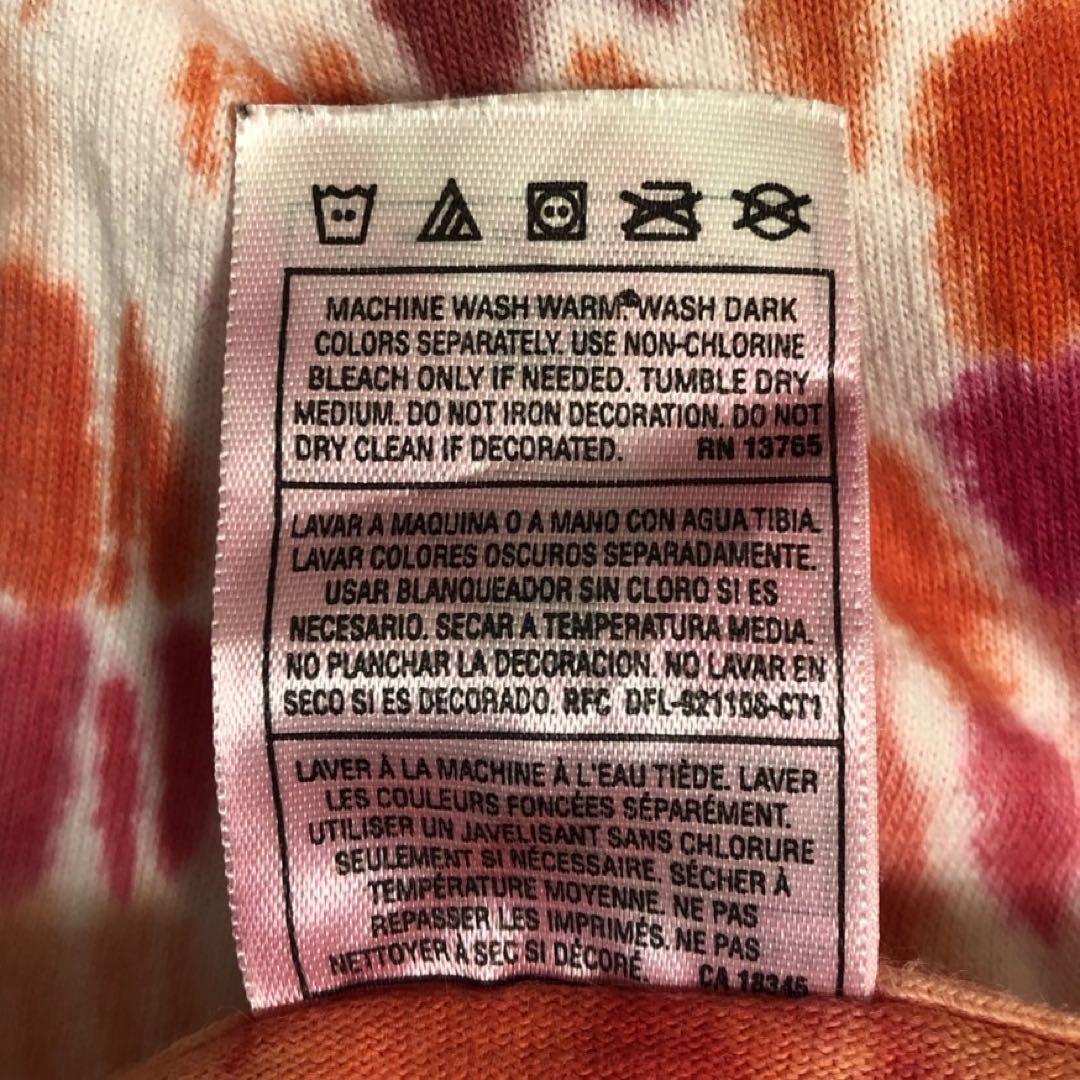 MACHINE WASH WARM. WASH DARK
COLORS SEPARATELY. USE NON-CHLORINE
BLEACH ONLY IF NEEDED. TUMBLE DRY
MEDIUM. DO NOT IRON DECORATION. DO NOT
DRY CLEAN IF DECORATED. RN 13765
LAVAR A MAQUINA O A MANO CON AGUA TIBIA.
LAVAR COLORES OSCUROS SEPARADAMENTE.
USAR BLANQUEADOR SIN CLORO SI ES
NECESARIO. SECAR A TEMPERATURA MEDIA.
NO PLANCHAR LA DECORACION. NO LAVAR EN
SECO SI ES DECORADO. RFC DFL-921108-CT1
LAVER À LA MACHINE À L'EAU TIÈDE. LAVER
LES COULEURS FONCÉES SÉPARÉMENT.
UTILISER UN JAVELISANT SANS CHLORURE
SEULEMENT SI NÉCESSAIRE. SÉCHER À
TEMPÉRATURE MOYENNE. NE PAS
REPASSER LES IMPRIMÉS. NE PAS
NETTOYER À SEC SI DÉCORÉ. CA 18345